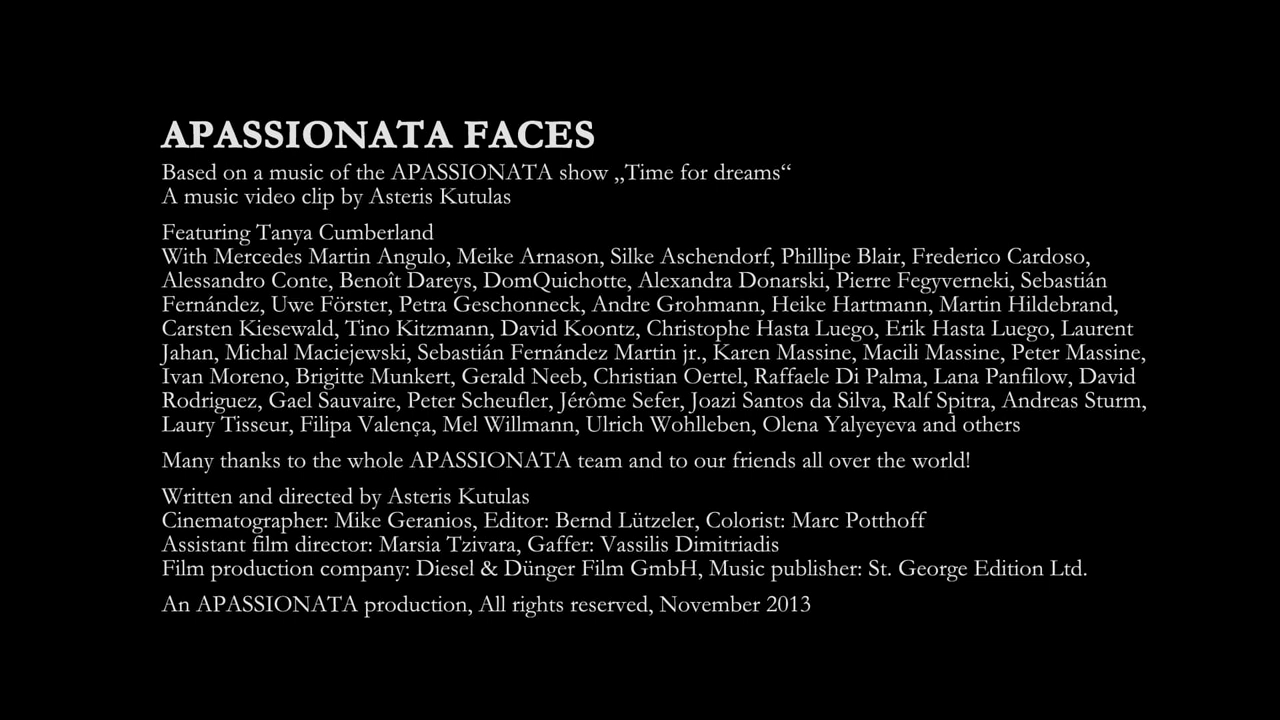 APASSIONATA FACES
Based on a music of the APASSIONATA show „Time for dreams“
A music video clip by Asteris Kutulas
Featuring Tanya Cumberland
With Mercedes Martin Angulo, Meike Arnason, Silke Aschendorf, Phillipe Blair, Frederico Cardoso,
Alessandro Conte, Benoît Dareys, DomQuichotte, Alexandra Donarski, Pierre Fegyverneki, Sebastián
Fernández, Uwe Förster, Petra Geschonneck, Andre Grohmann, Heike Hartmann, Martin Hildebrand,
Carsten Kiesewald, Tino Kitzmann, David Koontz, Christophe Hasta Luego, Erik Hasta Luego, Laurent
Jahan, Michal Maciejewski, Sebastián Fernández Martin jr., Karen Massine, Macili Massine, Peter Massine,
Ivan Moreno, Brigitte Munkert, Gerald Neeb, Christian Oertel, Raffaele Di Palma, Lana Panfilow, David
Rodriguez, Gael Sauvaire, Peter Scheufler, Jérôme Sefer, Joazi Santos da Silva, Ralf Spitra, Andreas Sturm,
Laury Tisseur, Filipa Valença, Mel Willmann, Ulrich Wohlleben, Olena Yalyeyeva and others
Many thanks to the whole APASSIONATA team and to our friends all over the world!
Written and directed by Asteris Kutulas
Cinematographer: Mike Geranios, Editor: Bernd Lützeler, Colorist: Marc Potthoff
Assistant film director: Marsia Tzivara, Gaffer: Vassilis Dimitriadis
Film production company: Diesel & Dünger Film GmbH, Music publisher: St. George Edition Ltd.
An APASSIONATA production, All rights reserved, November 2013